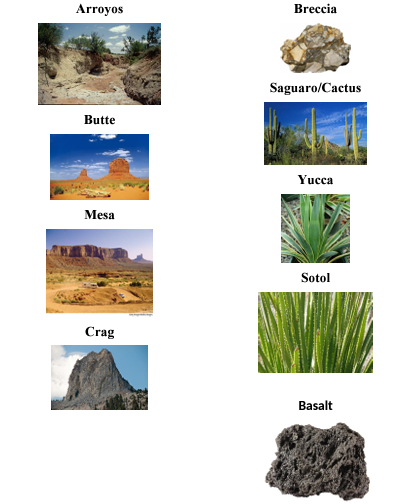 Arroyos
Butte
Mesa
Crag
Breccia
Saguaro/Cactus
Yucca
Sotol
Basalt